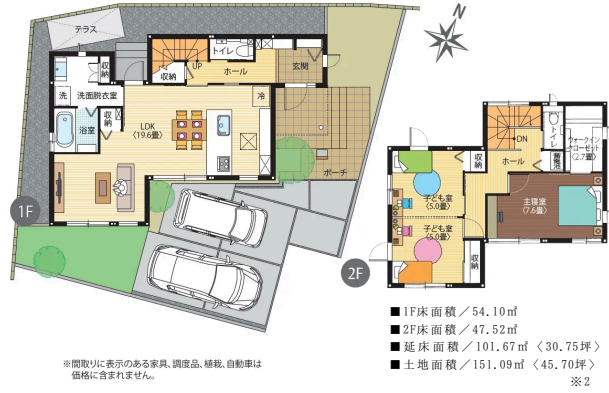 テラス
収納
洗
洗面脱衣室
浴室
収納
トイレ
UP
収納
ホール
玄関
LDK
〈19.6畳〉
冷
ポーチ
1F
N
DN
トイレ
ウォークイン
クローゼット
〈2.7畳〉
収納
ホール
子ども室
〈5.0畳〉
主寝室
〈7.6畳〉
子ども室
〈5.0畳〉
収納
2F
■1F床面積／54.10㎡
■2F床面積／47.52㎡
■延床面積／101.67㎡〈30.75坪〉
■土地面積／151.09㎡〈45.70坪〉
※2
※間取りに表示のある家具、調度品、植栽、自動車は
価格に含まれません。